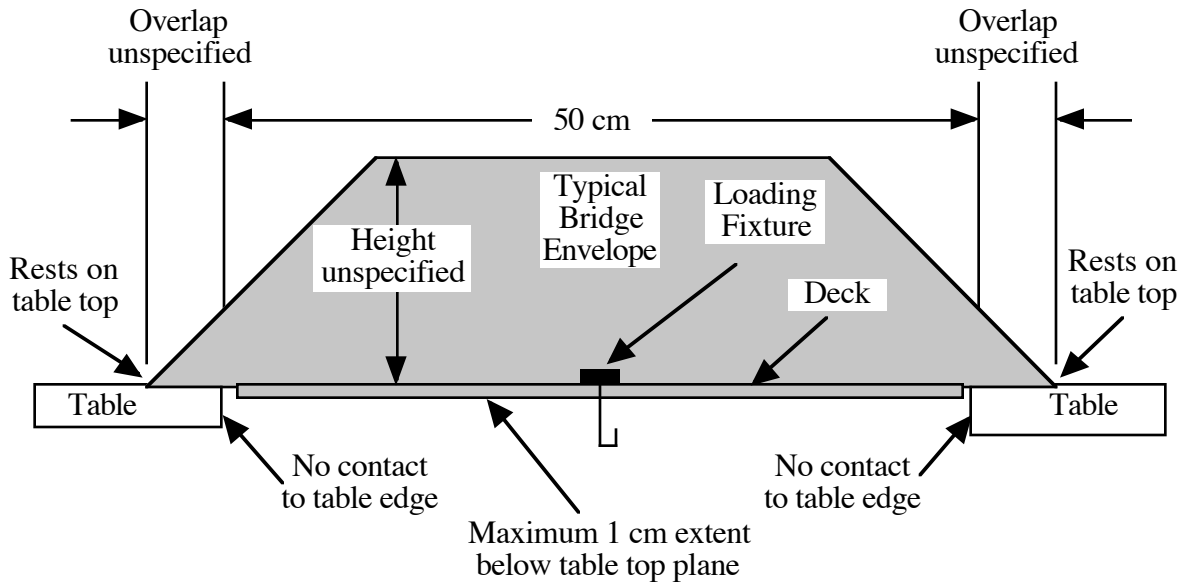 Overlap
unspecified
Overlap
unspecified
50 cm
Typical
Bridge
Envelope
Loading
Fixture
Height
unspecified
Rests on
table top
Rests on
table top
Deck
Table
Table
No contact
to table edge
No contact
to table edge
Maximum 1 cm extent
below table top plane